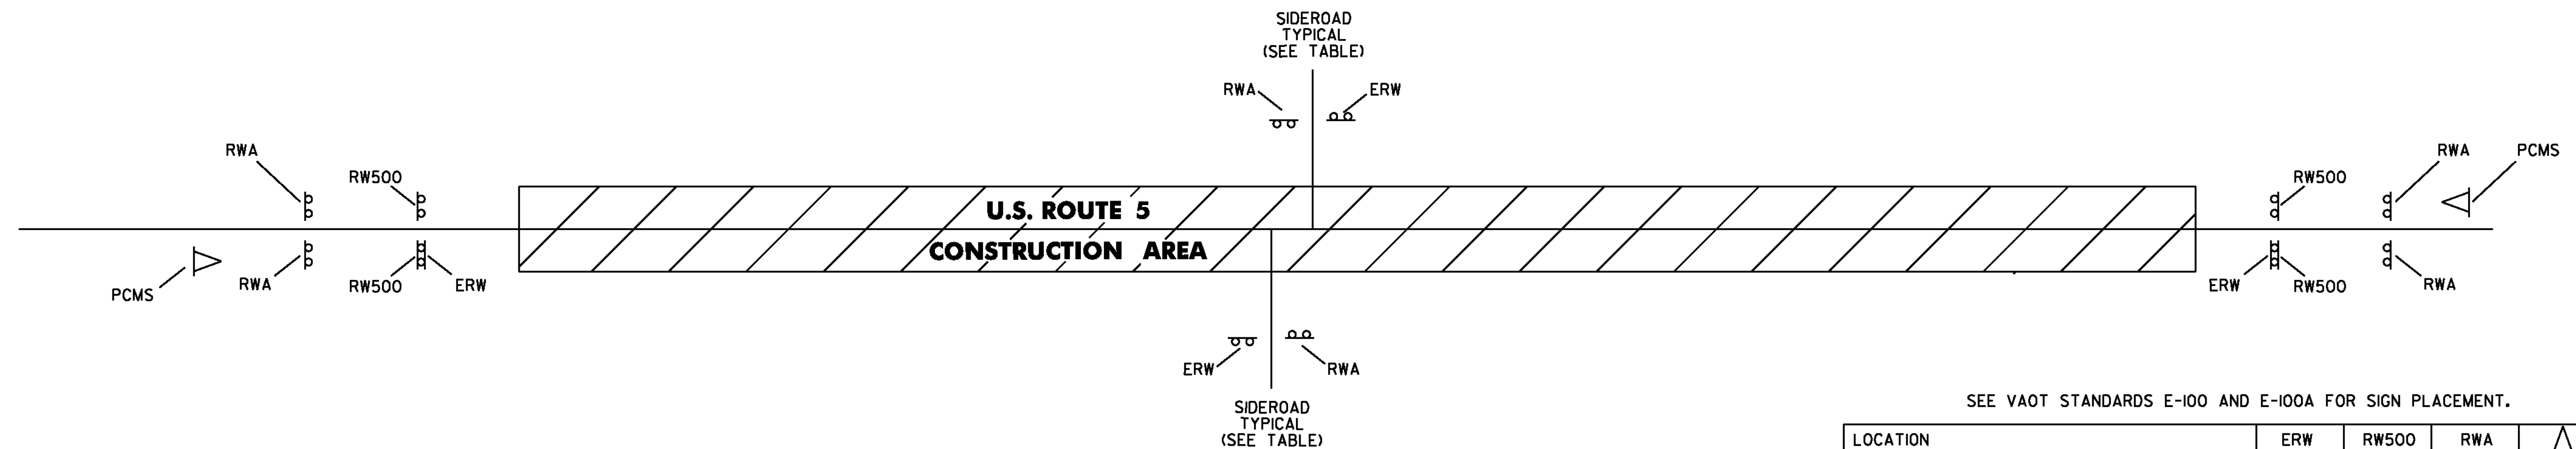 SIDEROAD
TYPICAL
(SEE TABLE)
RWA
ERW
RWA
RW500
RWA
PCMS
RW500
U.S. ROUTE 5
CONSTRUCTION AREA
PCMS
RWA
RW500
ERW
ERW
RW500
RWA
ERW
RWA
SIDEROAD
TYPICAL
(SEE TABLE)
SEE VAOT STANDARDS E-100 AND E-100A FOR SIGN PLACEMENT.
LOCATION ERW RW500 RWA